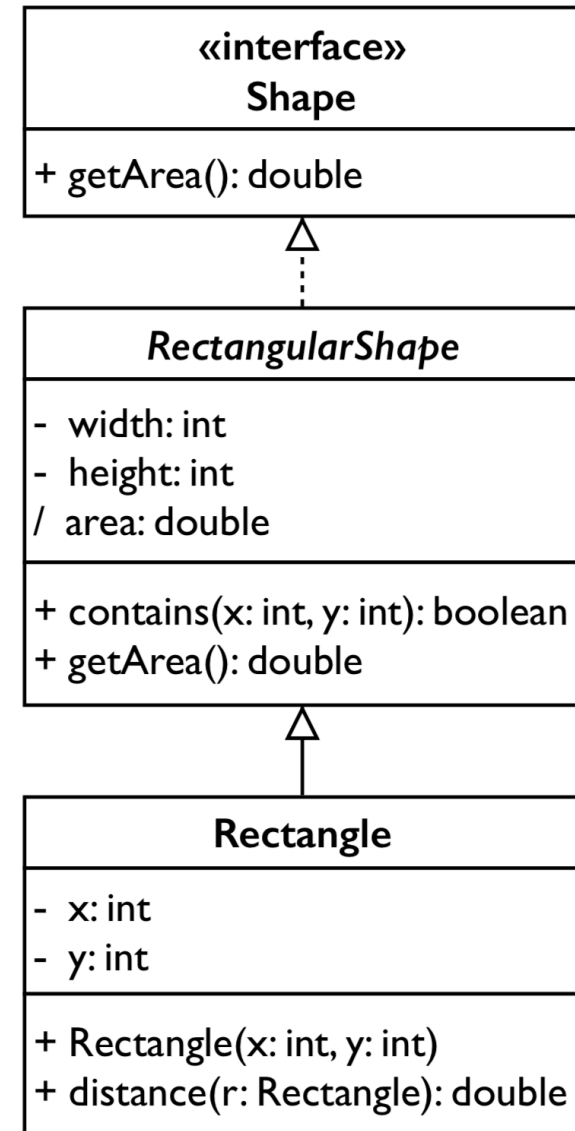 «interface»
Shape
+ getArea(): double
RectangularShape
- width: int
- height: int
/ area: double
+ contains(x: int, y: int): boolean
+ getArea(): double
Rectangle
- x: int
- y: int
+ Rectangle(x: int, y: int)
+ distance(r: Rectangle): double